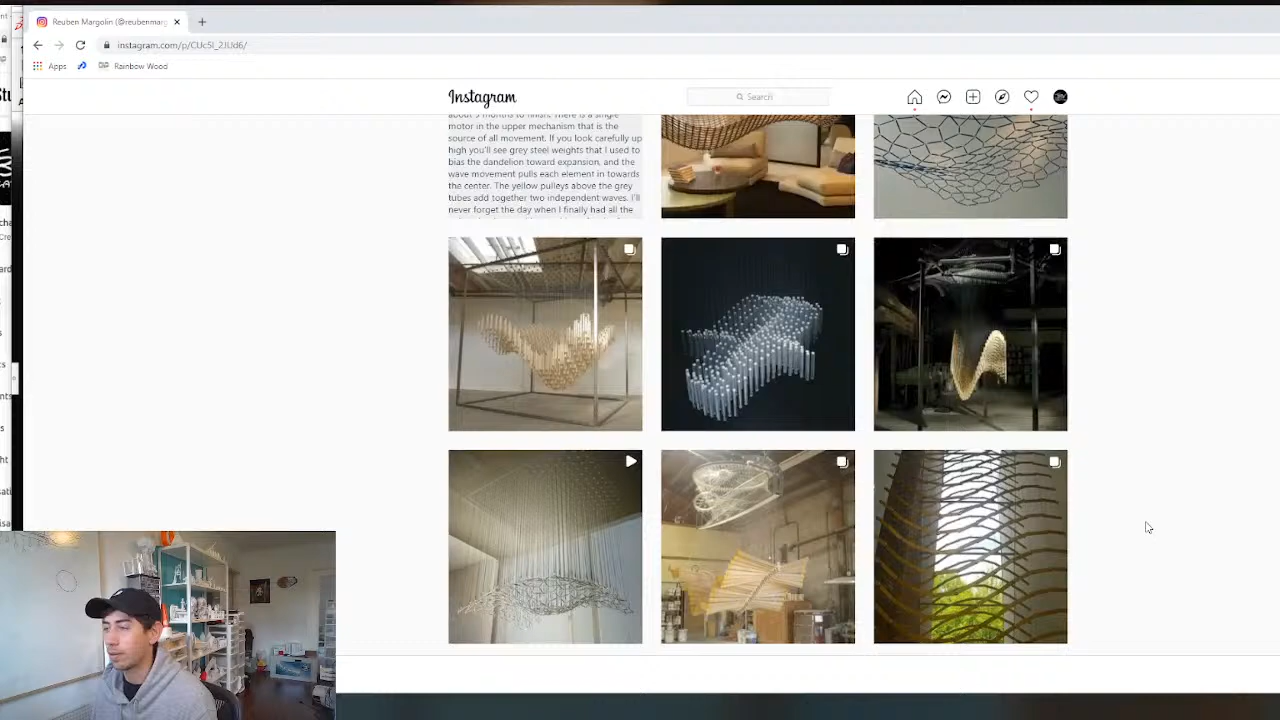 Reuben Margolin (@reubenmarg
instagram.com/p/CUc5l_2JUd6/
Apps
Rainbow Wood
Instagram
Search
about 9 months to finish. There is a single
motor in the upper mechanism that is the
source of all movement. If you look carefully up
high you'll see grey steel weights that I used to
bias the dandelion toward expansion, and the
wave movement pulls each element in towards
the center. The yellow pulleys above the grey
tubes add together two independent waves. I'll
never forget the day when I finally had all the